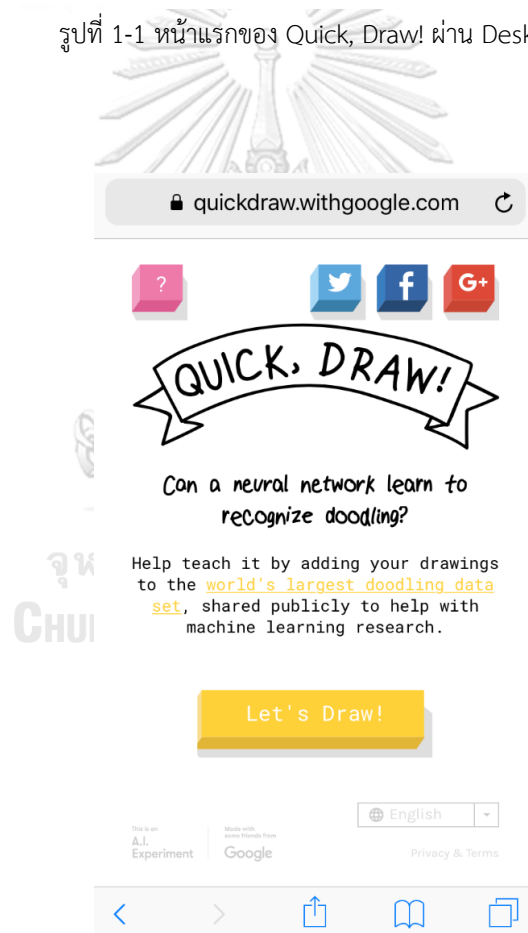 รูปที่ 1-1 หน้าแรกของ Quick, Draw! ผ่าน
quickdraw.withgoogle.com
?
f
G+
QUICK, DRAW!
Can a neural network learn to
recognize doodling?
Help teach it by adding your drawings
to the world's largest doodling data
set, shared publicly to help with
machine learning research.
Let's Draw!
English
This is an
A.I.
Experiment
Made with
some friends from
Google
Privacy & Terms